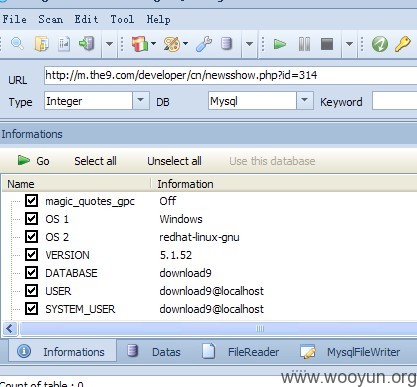 File Scan Edit Tool Help
URL http://m.the9.com/developer/cn/newsshow.php?id=314
Type Integer DB Mysql Keyword
Informations
Go Select all Unselect all Use this database
Name Information
magic_quotes_gpc Off
OS 1 Windows
OS 2 redhat-linux-gnu
VERSION 5.1.52
DATABASE download9
USER download9@localhost
SYSTEM_USER download9@localhost
Informations Datas FileReader MysqlFileWriter
Count of table : 0
www.wooyun.org